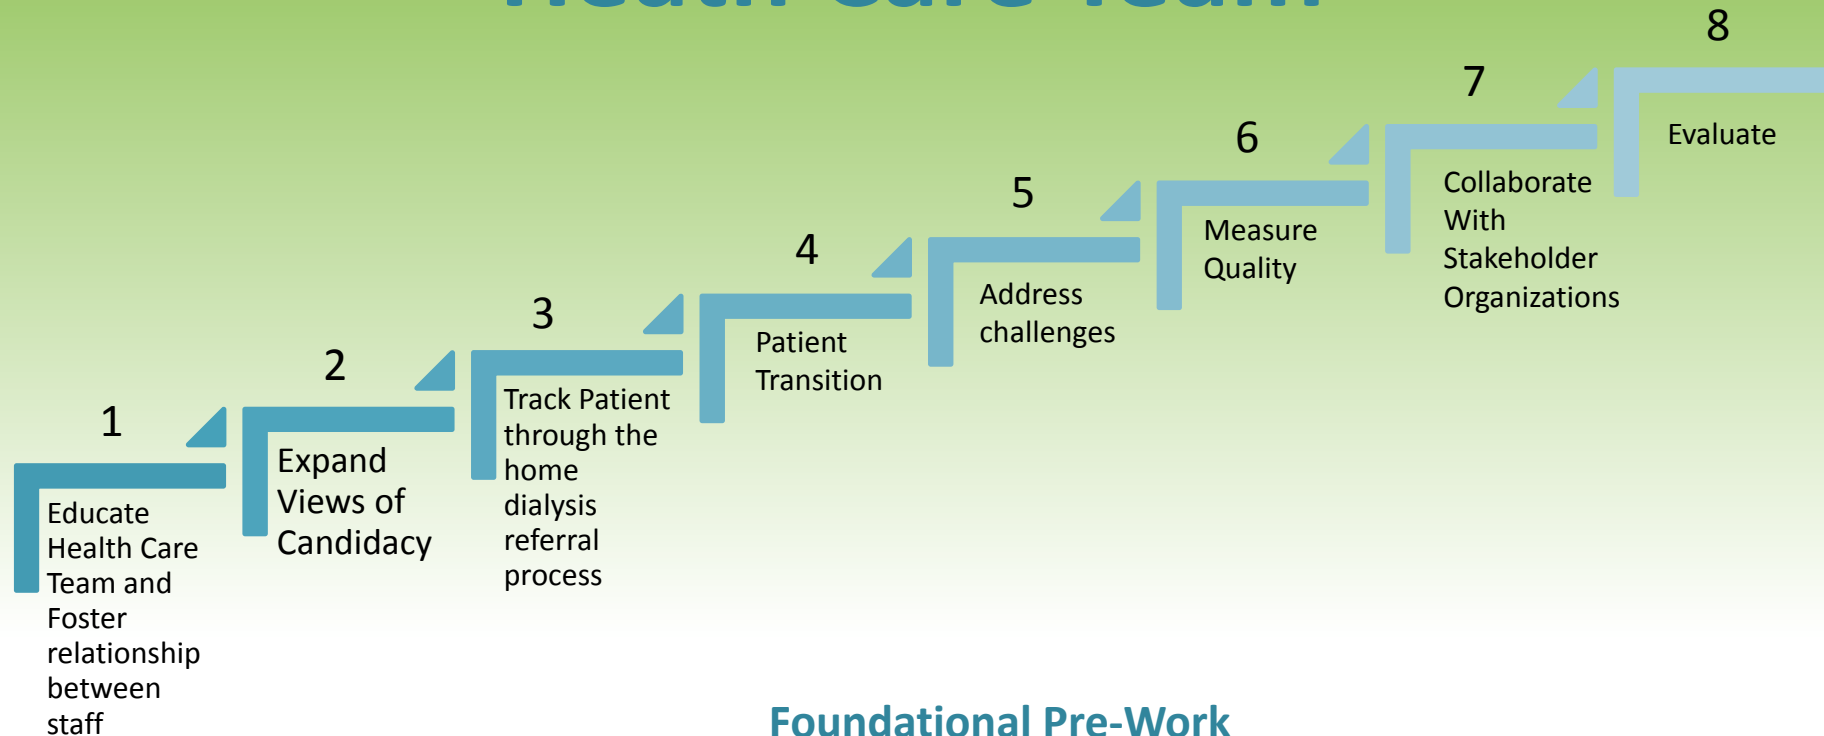 1
Educate
Health Care
Team and
Foster
relationship
between
staff
2
Expand
Views of
Candidacy
3
Track Patient
through the
home
dialysis
referral
process
4
Patient
Transition
5
Address
challenges
6
Measure
Quality
7
Collaborate
With
Stakeholder
Organizations
8
Evaluate
Foundational Pre-Work